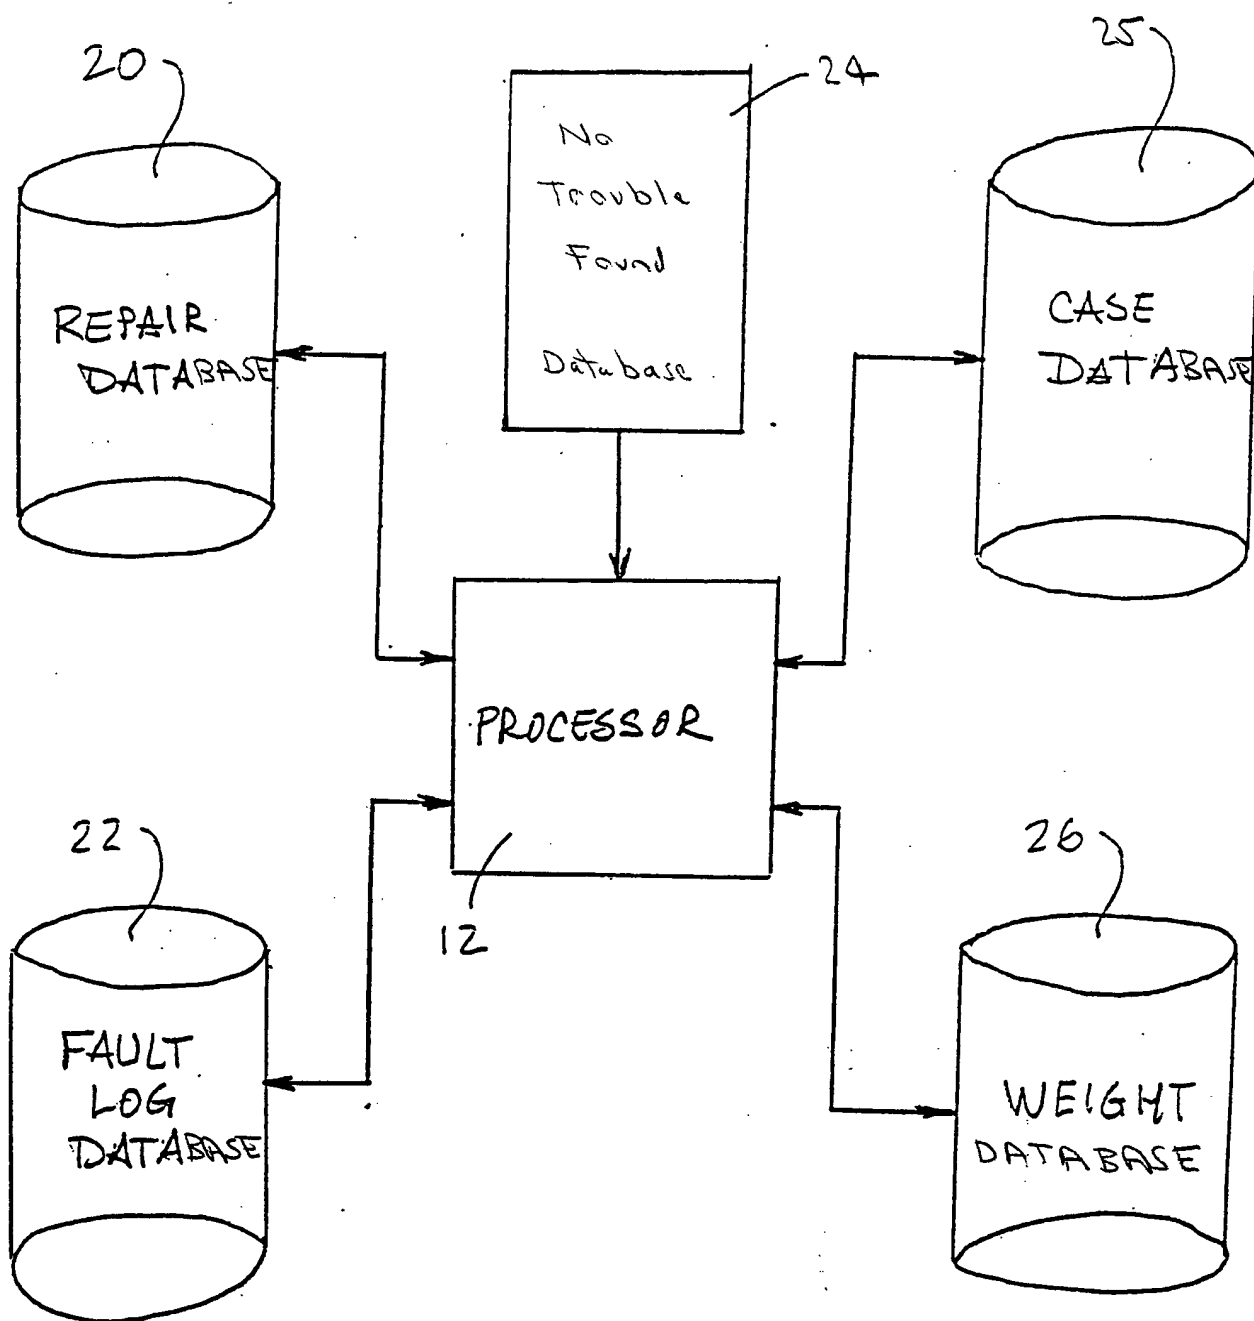 20
24
25
No
Trouble
Found
Database
REPAIR
DATABASE
CASE
DATABASE
PROCESSOR
12
22
26
FAULT
LOG
DATABASE
WEIGHT
DATABASE